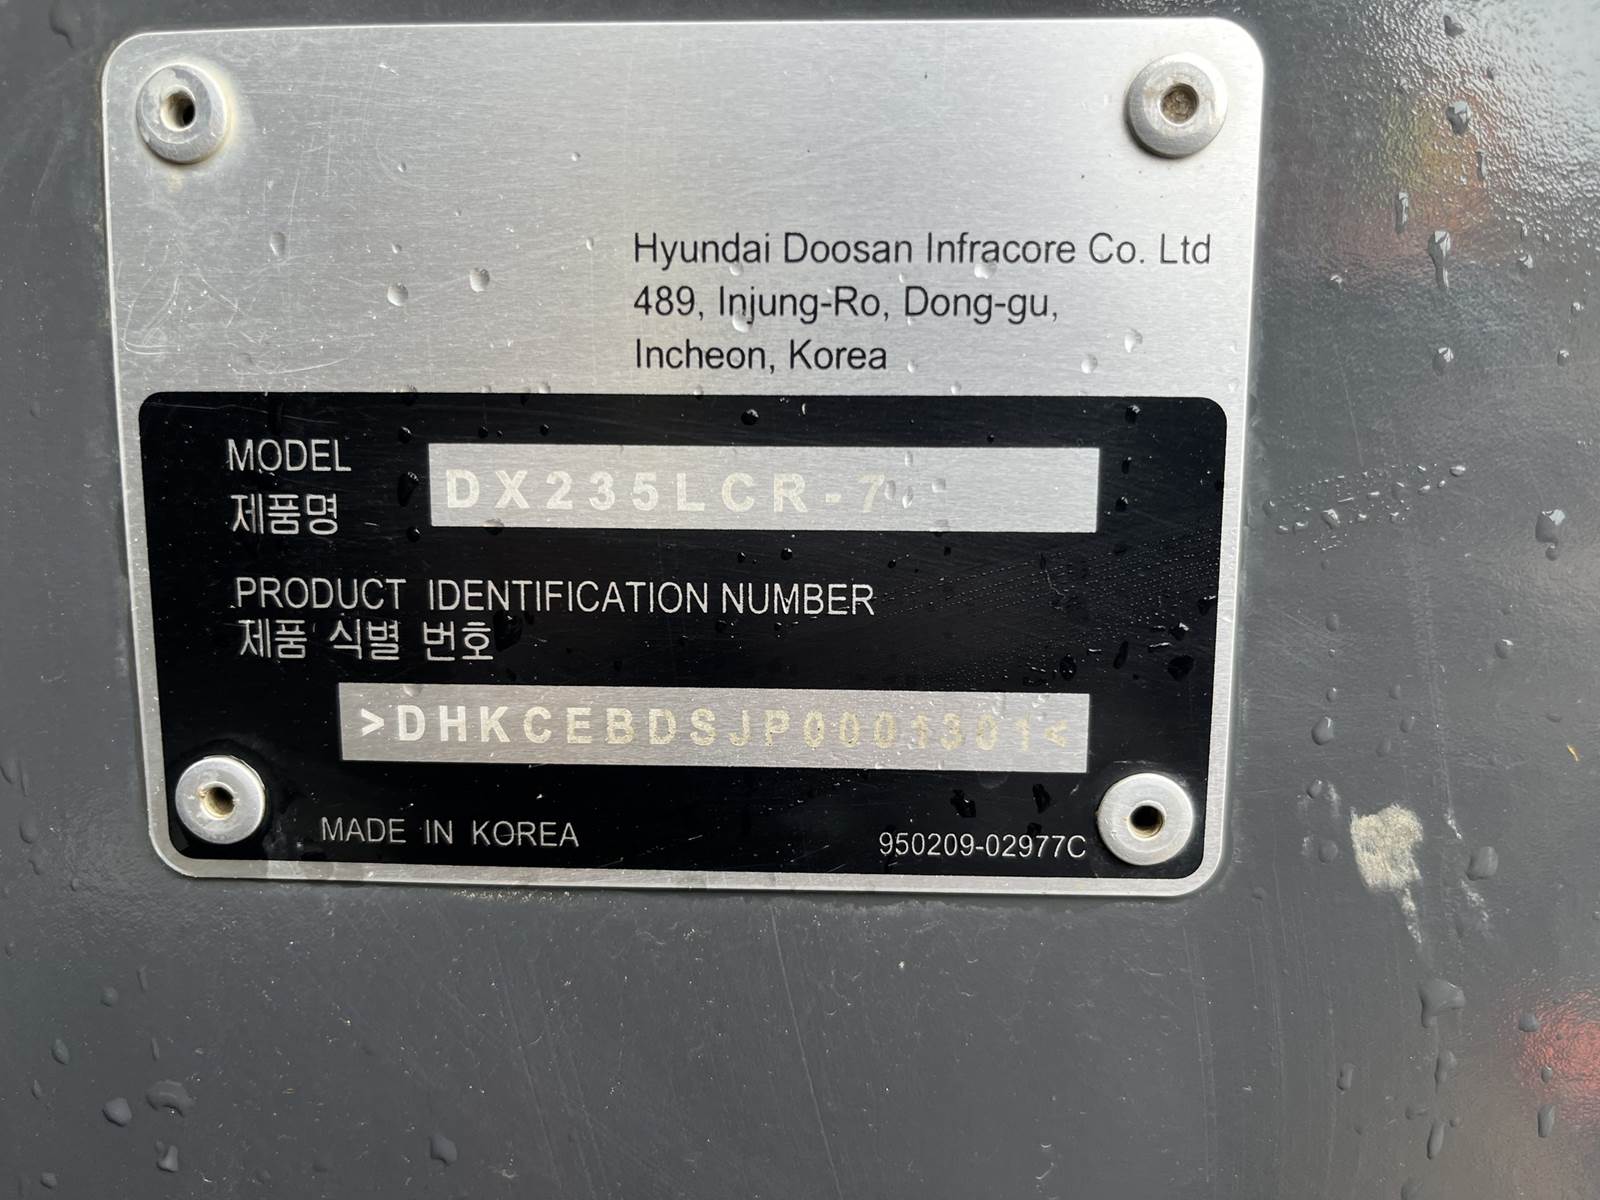 Hyundai Doosan Infracore Co. Ltd
489, Injung-Ro, Dong-gu,
Incheon, Korea
MODEL
제품명
DX235LCR-7
PRODUCT IDENTIFICATION NUMBER
제품 식별 번호
>DHKCEBDSJP0001301<
MADE IN KOREA
950209-02977C